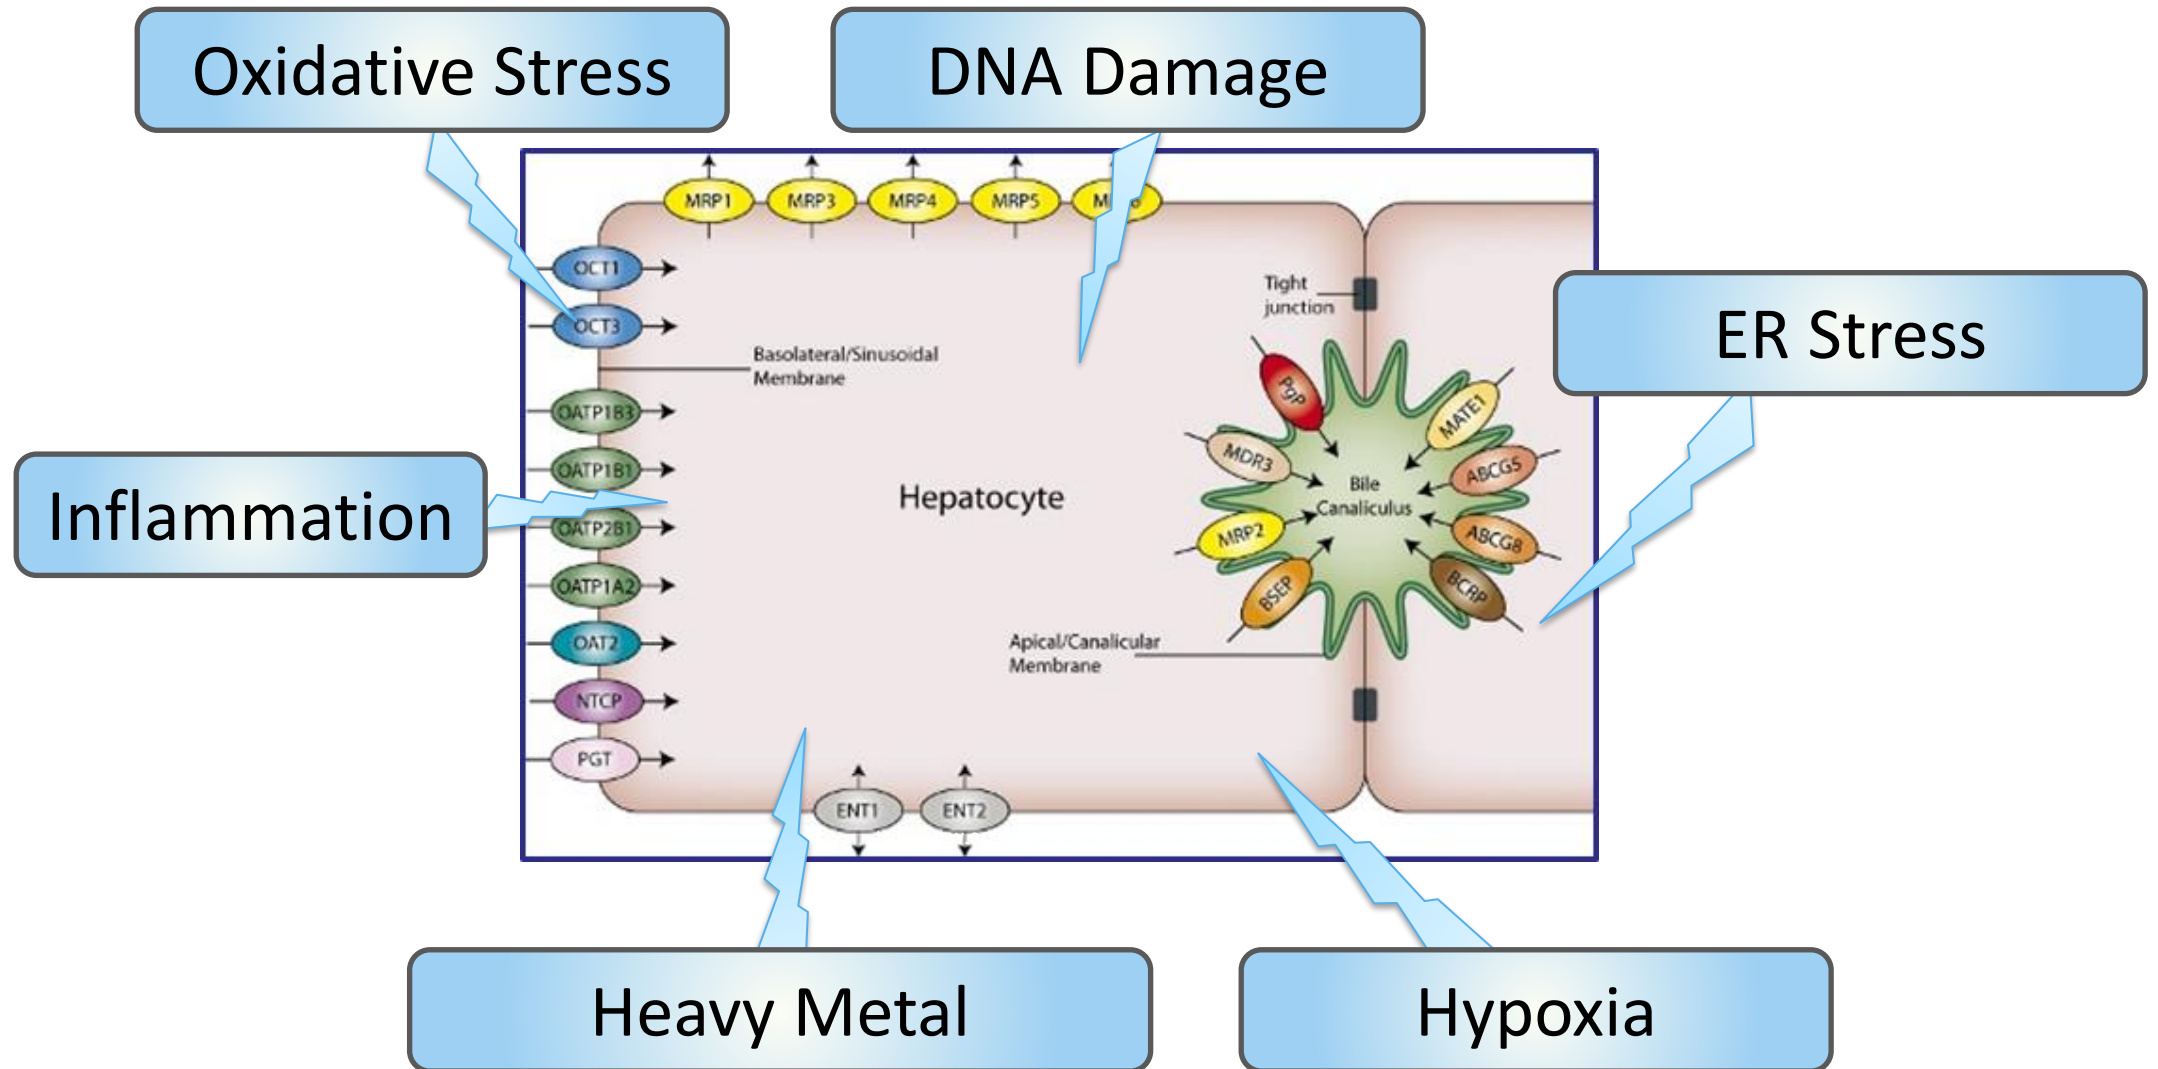 Oxidative Stress
DNA Damage
MRP1
MRP3
MRP4
MRP5
OCT1
OCT3
Tight
junction
ER Stress
Basolateral/Sinusoidal
Membrane
PgP
MATE1
OATP1B3
MDR3
ABCG5
OATP1B1
Inflammation
Hepatocyte
Bile
Canaliculus
OATP2B1
MRP2
ABCG8
OATP1A2
BSEP
BCRP
OAT2
Apical/Canalicular
Membrane
NTCP
PGT
ENT1
ENT2
Heavy Metal
Hypoxia